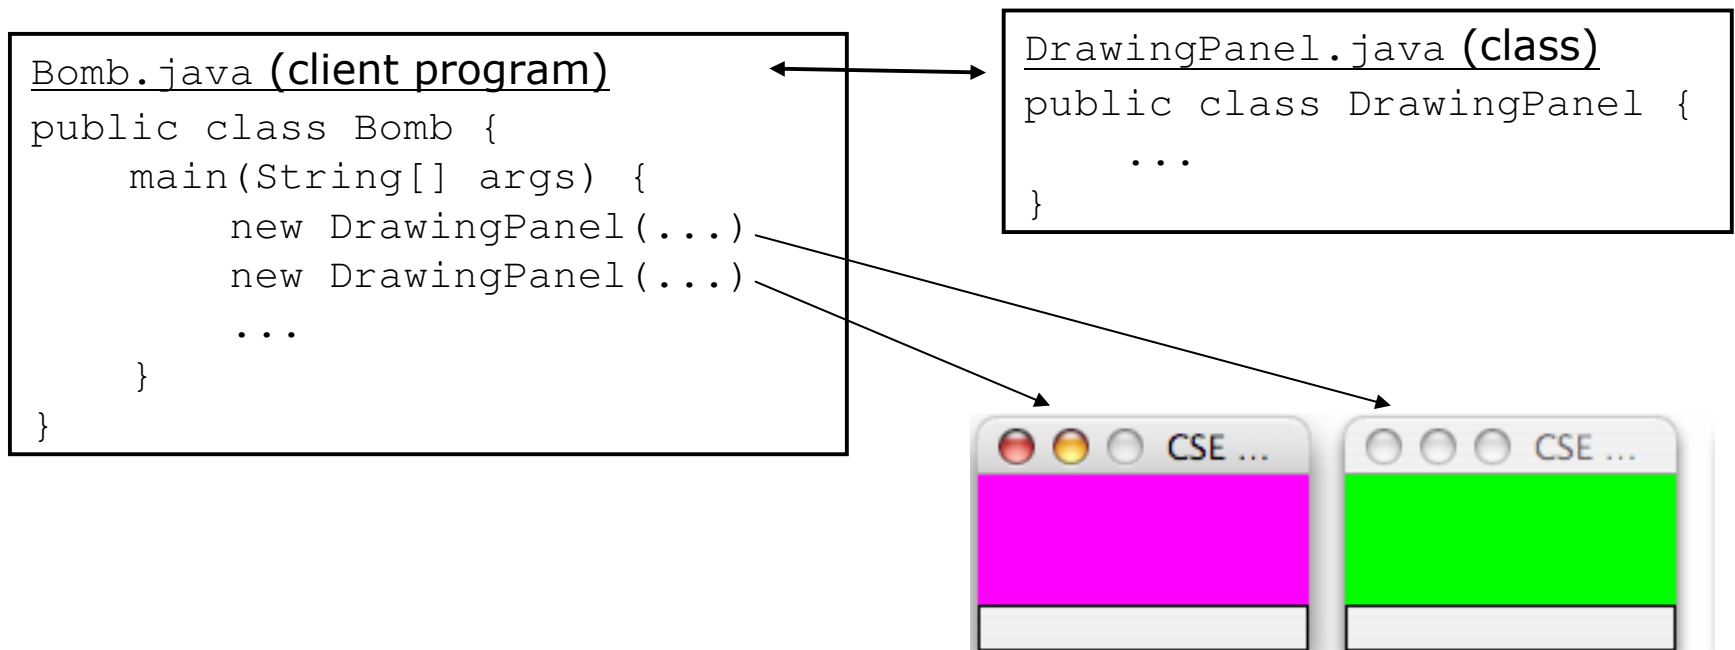 Bomb.java (client program)
public class Bomb {
    main(String[] args) {
        new DrawingPanel(...)
        new DrawingPanel(...)
        ...
    }
}
DrawingPanel.java (class)
public class DrawingPanel {
    ...
}
CSE ...
CSE ...